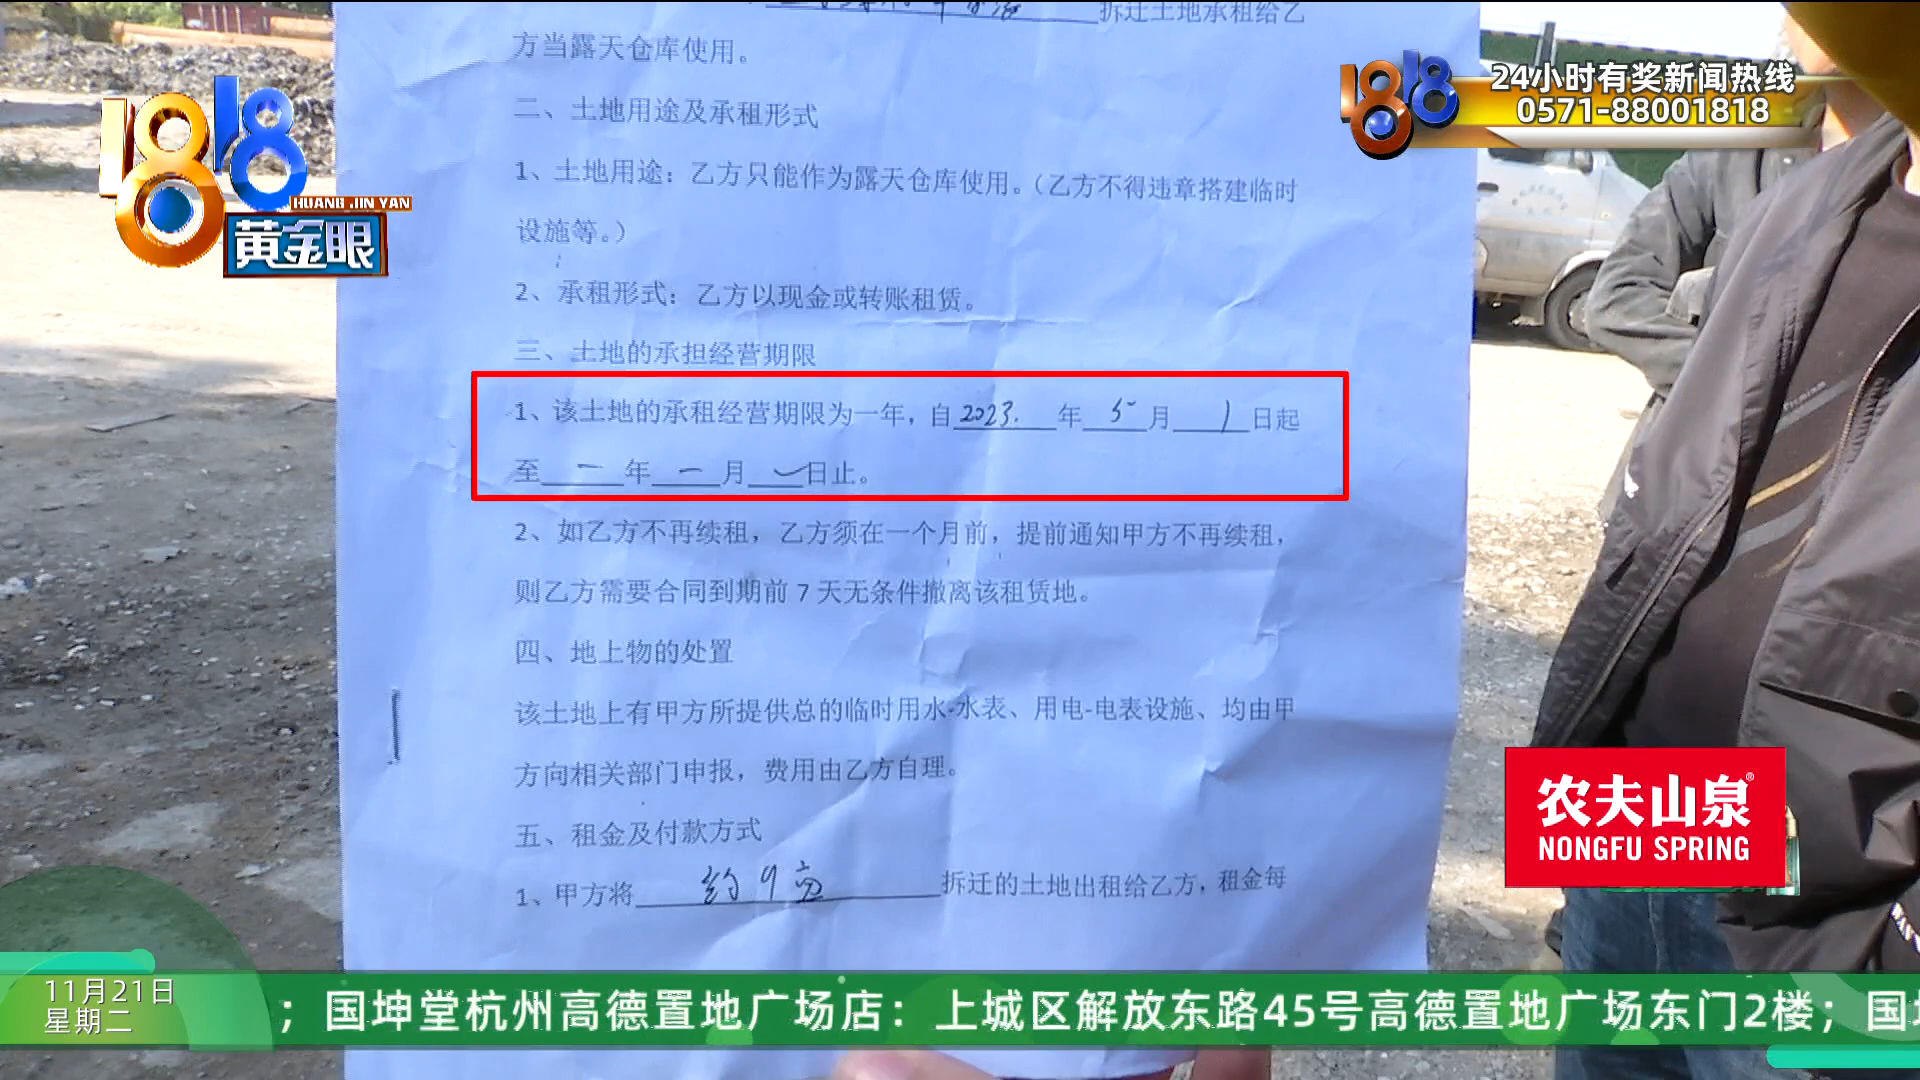 拆迁土地承租给乙
方当露天仓库使用。
二、土地用途及承租形式
1、土地用途：乙方只能作为露天仓库使用。（乙方不得违章搭建临时
设施等。）
2、承租形式：乙方以现金或转账租赁。
三、土地的承担经营期限
1、该土地的承租经营期限为一年，自2023.年5月1日起
至一年一月 日止。
2、如乙方不再续租，乙方须在一个月前，提前通知甲方不再续租，
则乙方需要合同到期前7天无条件撤离该租赁地。
四、地上物的处置
该土地上有甲方所提供总的临时用水-水表、用电-电表设施、均由甲
方向相关部门申报，费用由乙方自理。
五、租金及付款方式
1、甲方将约9亩拆迁的土地出租给乙方，租金每
1818
HUANG JIN YAN
黄金眼
1818
24小时有奖新闻热线
0571-88001818
农夫山泉®
NONGFU SPRING
11月21日
星期二
；国坤堂杭州高德置地广场店：上城区解放东路45号高德置地广场东门2楼；国